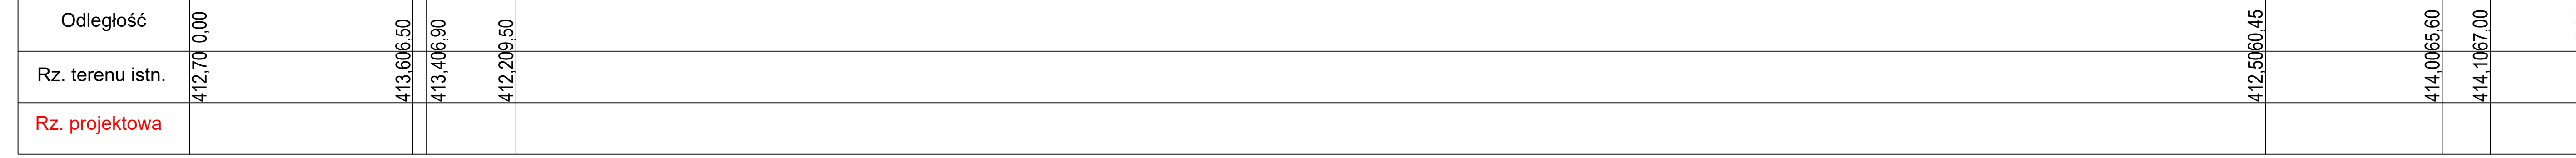 Odległość 0,00 6,50 6,90 9,50 60,45 65,60 67,00
Rz. terenu istn. 412,70 413,60 413,40 412,20 412,50 414,00 414,10
Rz. projektowa